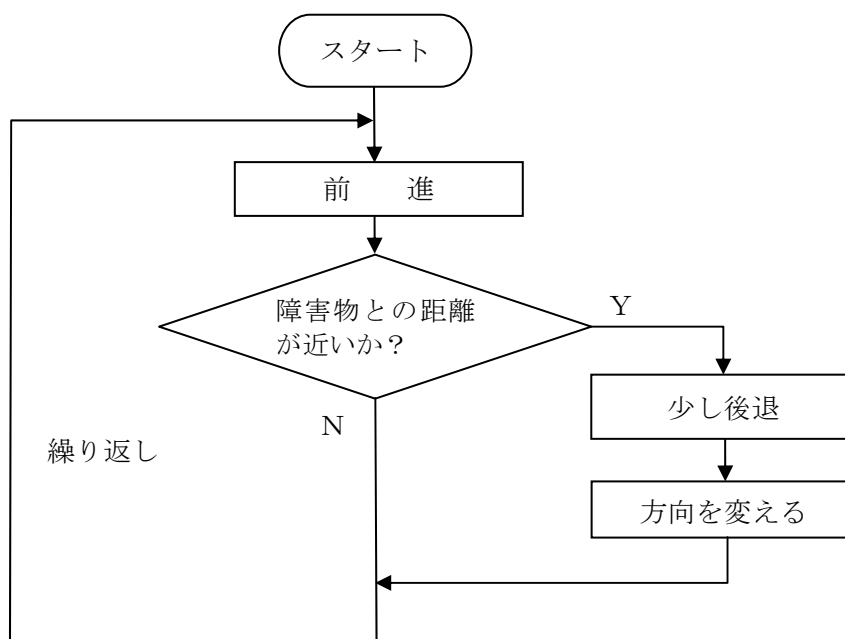 スタート
前　　進
障害物との距離
が近いか？
Ｙ
少し後退
Ｎ
繰り返し
方向を変える